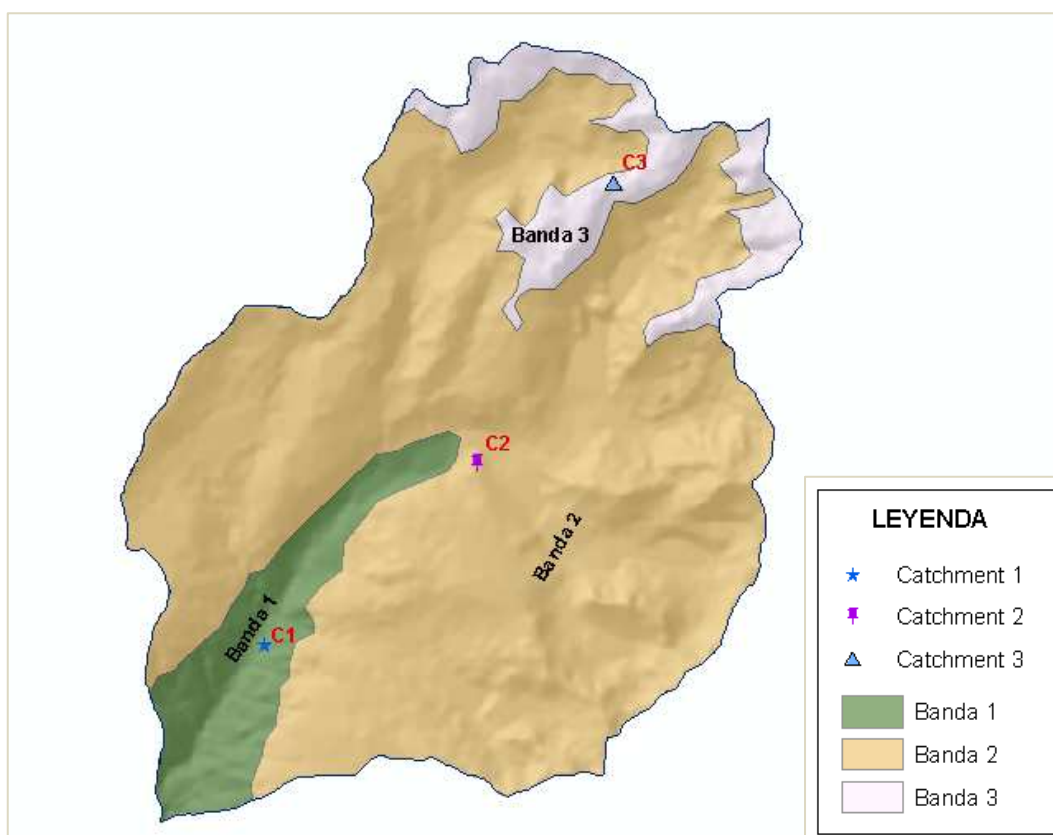 C3
Banda 3
C2
Banda 2
Banda 1
C1
LEYENDA
Catchment 1
Catchment 2
Catchment 3
Banda 1
Banda 2
Banda 3